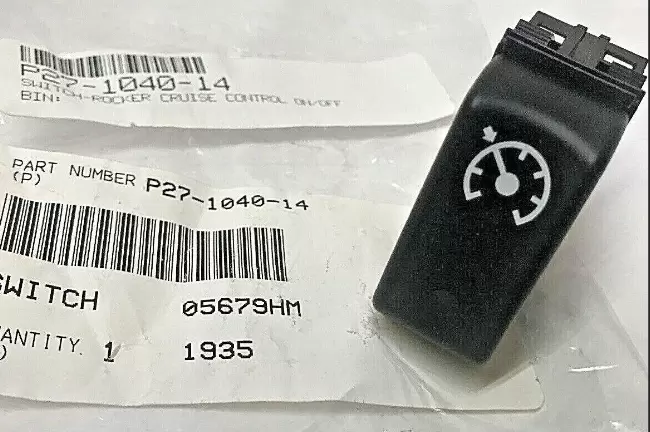 P27-1040-14
SWITCH-ROCKER CRUISE CONTROL ON/OFF
BIN:
PART NUMBER P27-1040-14
(P)
SWITCH 05679HM
ANTITY. 1 1935
)